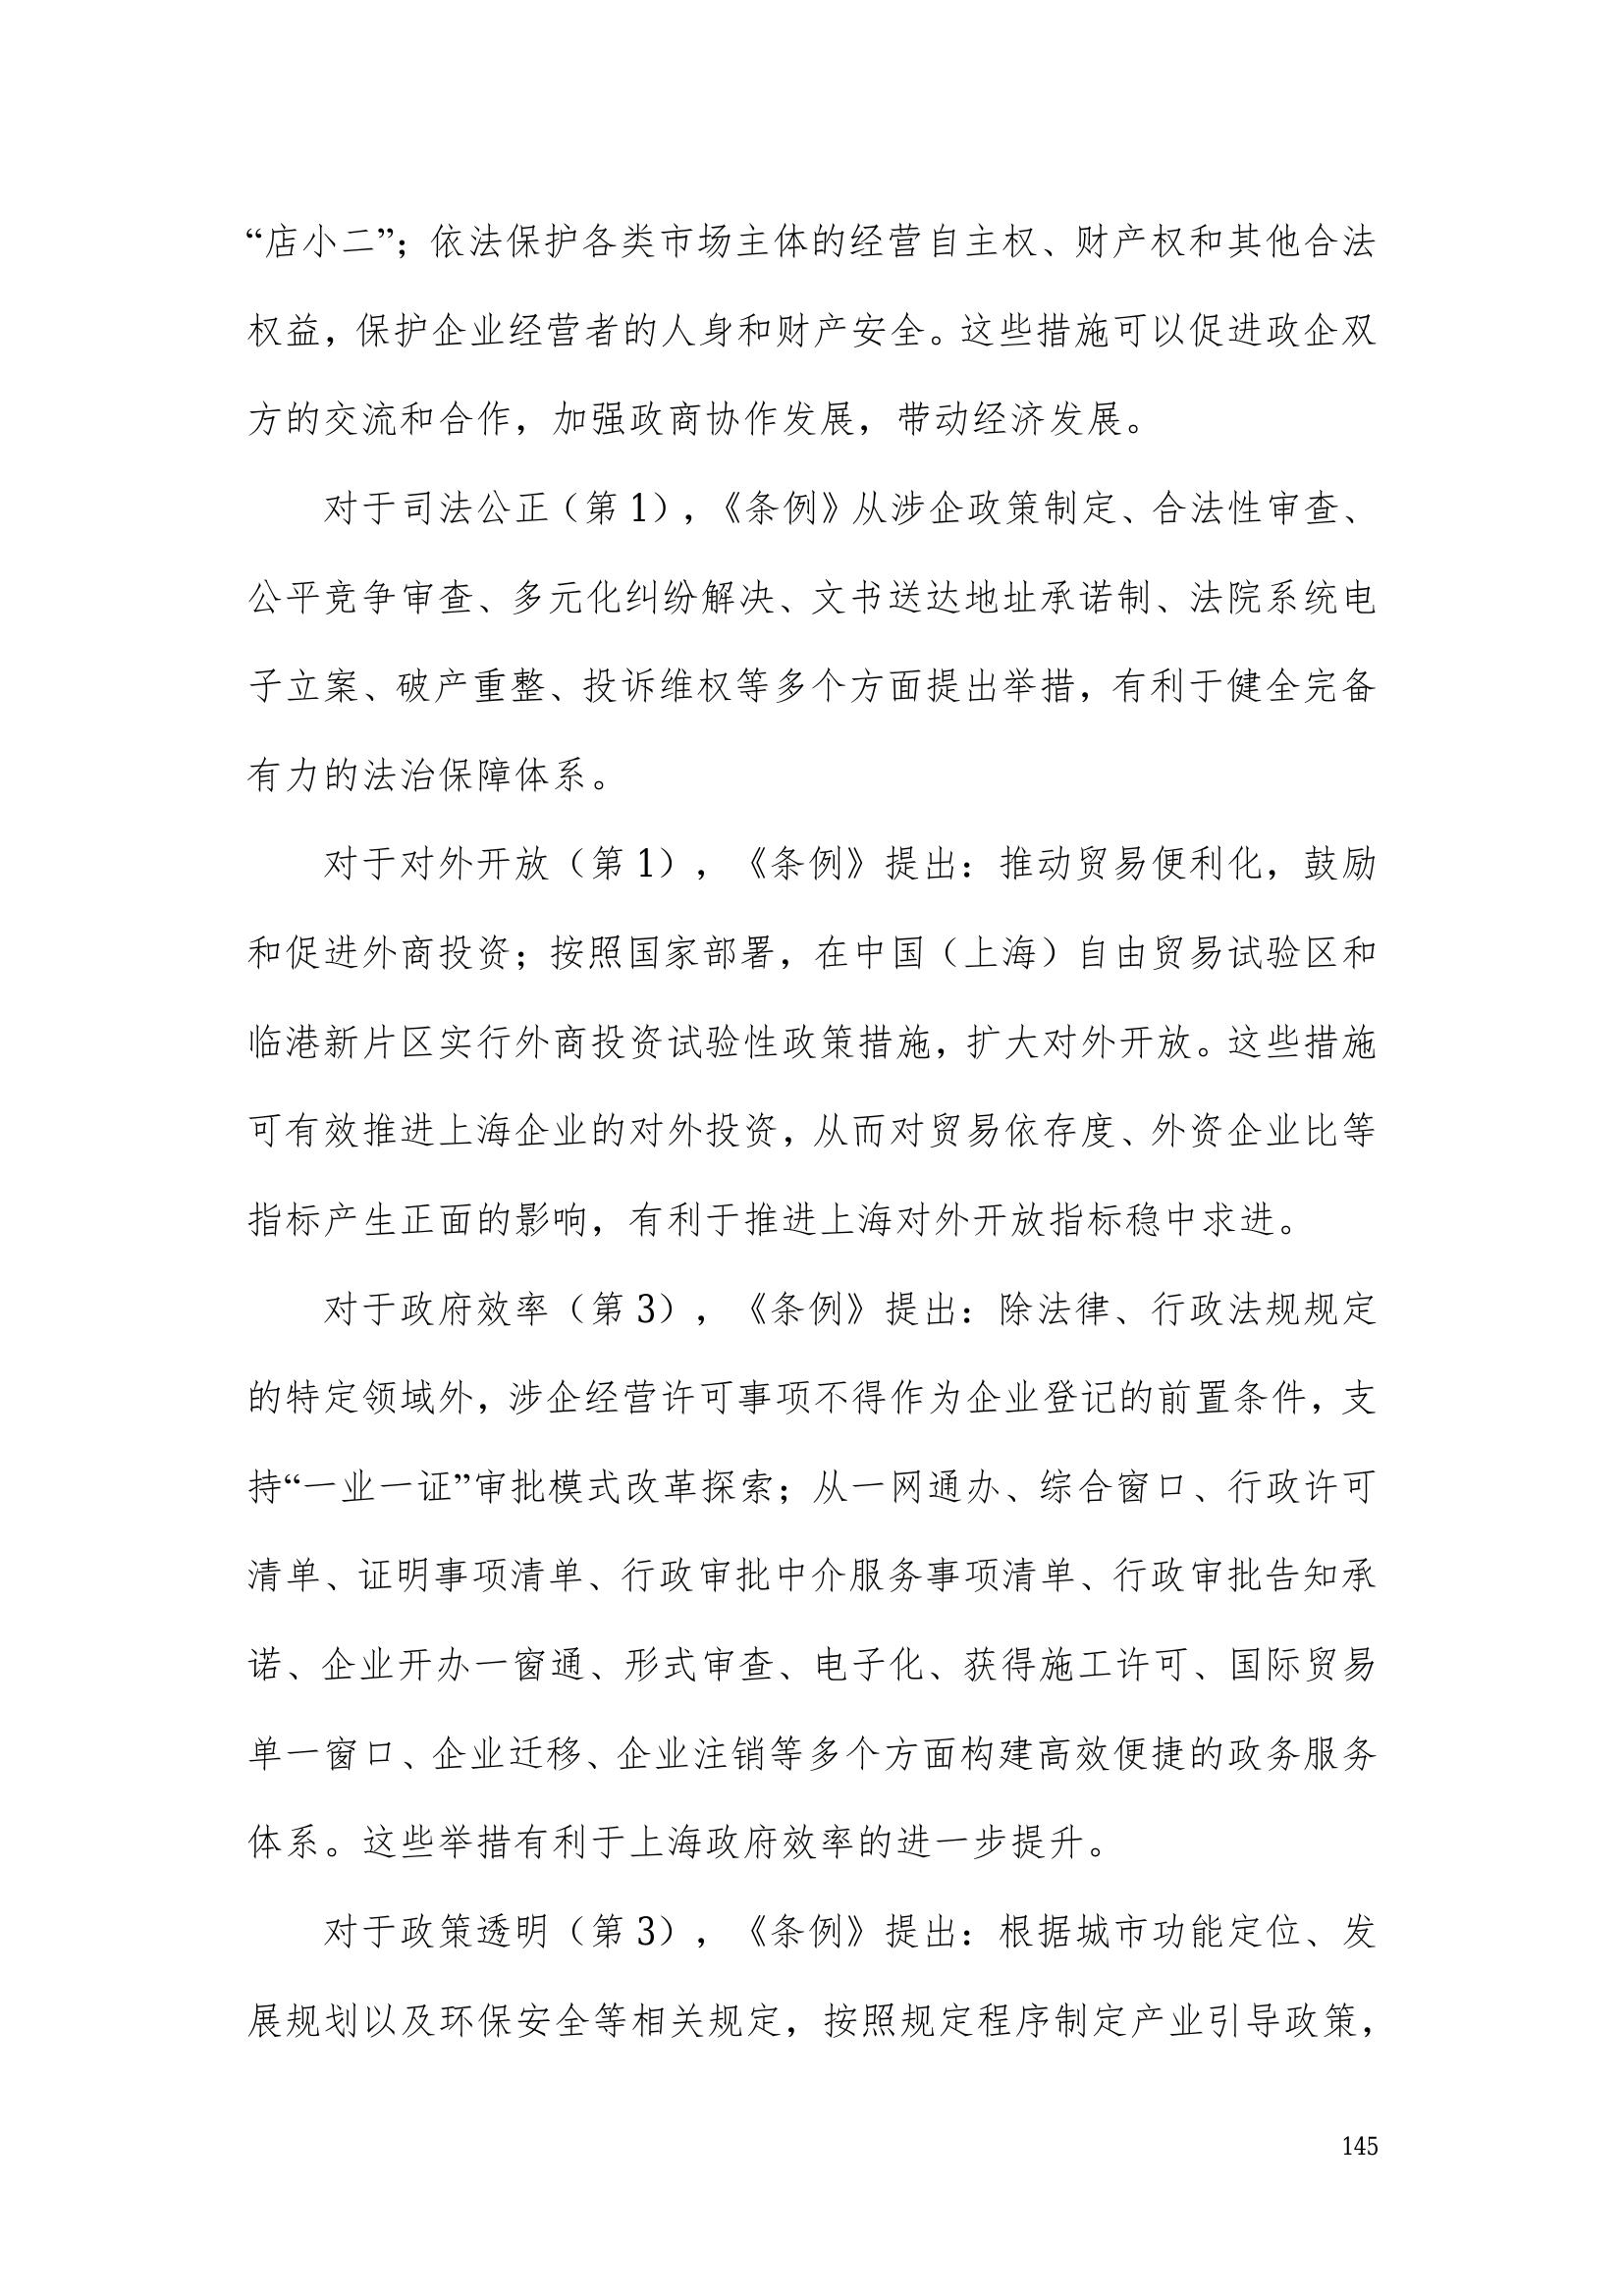 “店小二”；依法保护各类市场主体的经营自主权、财产权和其他合法
权益，保护企业经营者的人身和财产安全。这些措施可以促进政企双
方的交流和合作，加强政商协作发展，带动经济发展。
对于司法公正（第 1），《条例》从涉企政策制定、合法性审查、
公平竞争审查、多元化纠纷解决、文书送达地址承诺制、法院系统电
子立案、破产重整、投诉维权等多个方面提出举措，有利于健全完备
有力的法治保障体系。
对于对外开放（第 1），《条例》提出：推动贸易便利化，鼓励
和促进外商投资；按照国家部署，在中国（上海）自由贸易试验区和
临港新片区实行外商投资试验性政策措施，扩大对外开放。这些措施
可有效推进上海企业的对外投资，从而对贸易依存度、外资企业比等
指标产生正面的影响，有利于推进上海对外开放指标稳中求进。
对于政府效率（第 3），《条例》提出：除法律、行政法规规定
的特定领域外，涉企经营许可事项不得作为企业登记的前置条件，支
持“一业一证”审批模式改革探索；从一网通办、综合窗口、行政许可
清单、证明事项清单、行政审批中介服务事项清单、行政审批告知承
诺、企业开办一窗通、形式审查、电子化、获得施工许可、国际贸易
单一窗口、企业迁移、企业注销等多个方面构建高效便捷的政务服务
体系。这些举措有利于上海政府效率的进一步提升。
对于政策透明（第 3），《条例》提出：根据城市功能定位、发
展规划以及环保安全等相关规定，按照规定程序制定产业引导政策，
145